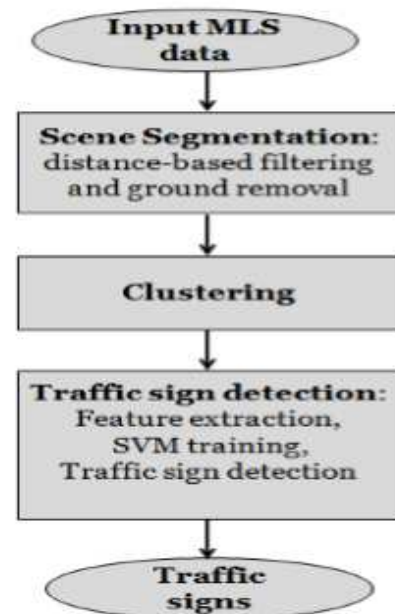 Input MLS
data
Scene Segmentation:
distance-based filtering
and ground removal
Clustering
Traffic sign detection:
Feature extraction,
SVM training,
Traffic sign detection
Traffic
signs